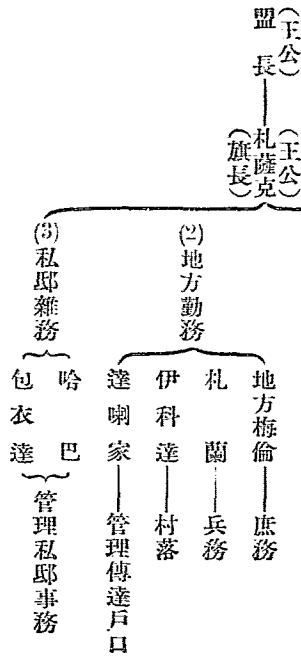 （王公）
盟長
（王公）
札薩克
（旗長）
(2)地方勤務
地方梅倫——庶務
札蘭——兵務
伊科達——村落
達喇家——管理傳達戶口
(3)私邸雜務
哈巴
包衣達
管理私邸事務